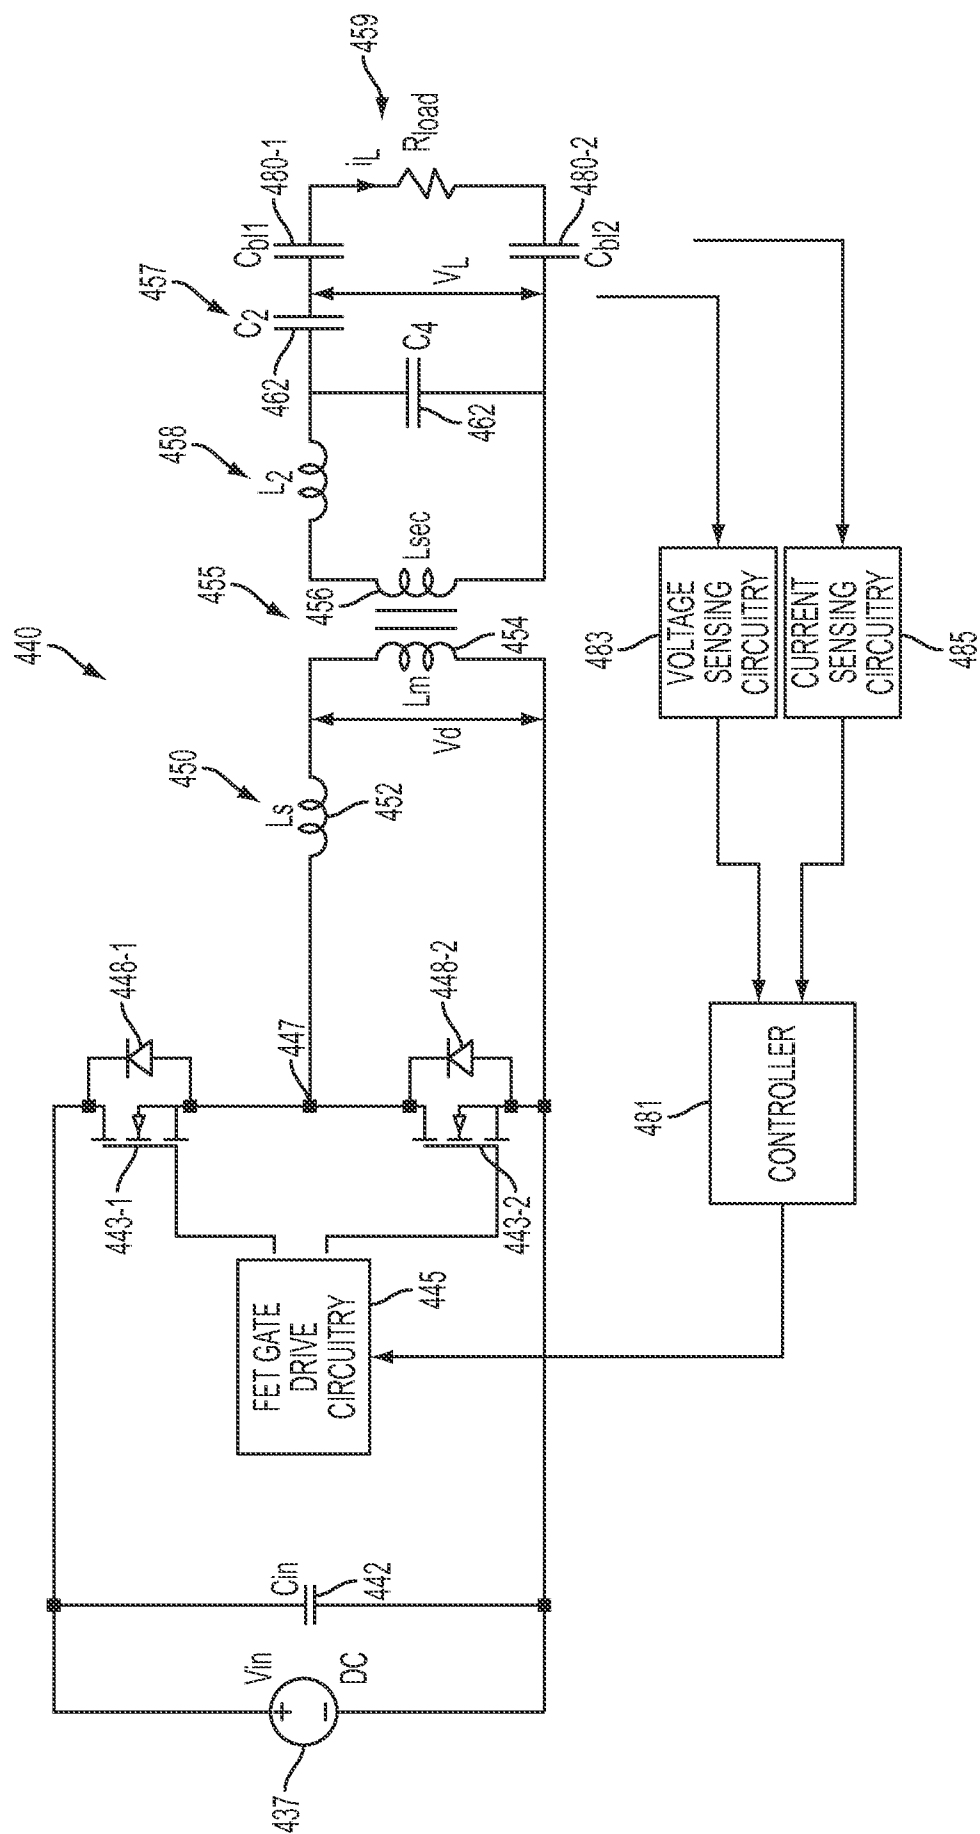 440
437
Vin
DC
Cin
442
FET GATE
DRIVE
CIRCUITRY
445
443-1
448-1
447
443-2
448-2
450
Ls
452
Vd
455
Lm
454
456
Lsec
458
L2
457
462
C2
C4
462
VL
Cbl1
480-1
iL
Rload
459
Cbl2
480-2
481
CONTROLLER
483
VOLTAGE
SENSING
CIRCUITRY
CURRENT
SENSING
CIRCUITRY
485